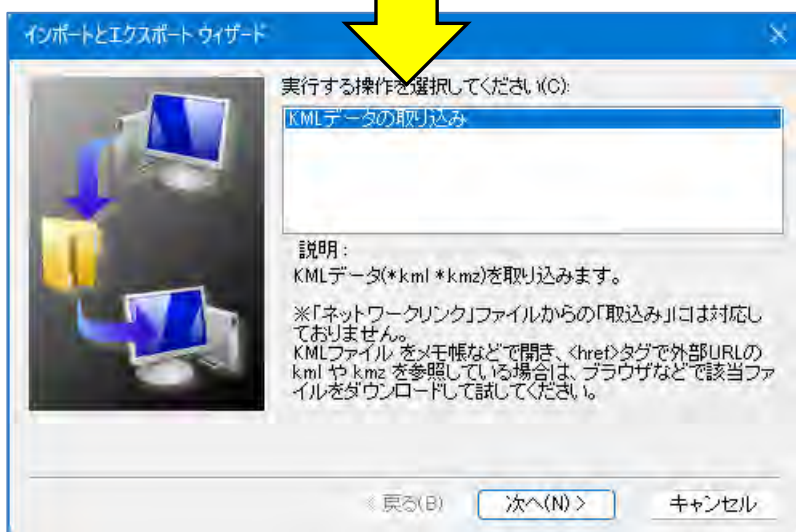 インポートとエクスポート ウィザード
実行する操作を選択してください(C):
KMLデータの取り込み
説明:
KMLデータ(*kml *kmz)を取り込みます。
※「ネットワークリンク」ファイルからの「取込み」には対応し
ておりません。
KMLファイル をメモ帳などで開き、<href>タグで外部URLの
kml や kmz を参照している場合は、ブラウザなどで該当ファ
イルをダウンロードして試してください。
< 戻る(B)
次へ(N) >
キャンセル